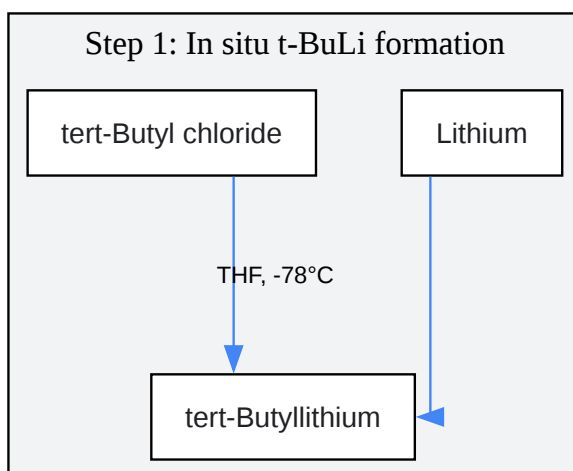 Step 1: In situ t-BuLi formation
tert-Butyl chloride
Lithium
THF, -78°C
tert-Butyllithium